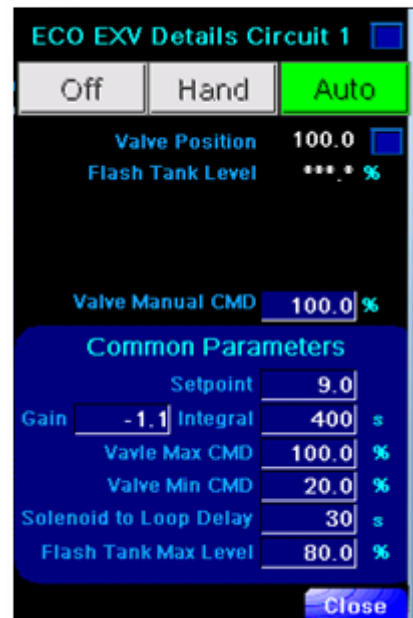 ECO EXV Details Circuit 1
Off Hand Auto
Valve Position 100.0
Flash Tank Level ***.* %
Valve Manual CMD 100.0 %
Common Parameters
Setpoint 9.0
Gain -1.1 Integral 400 s
Vavle Max CMD 100.0 %
Valve Min CMD 20.0 %
Solenoid to Loop Delay 30 s
Flash Tank Max Level 80.0 %
Close